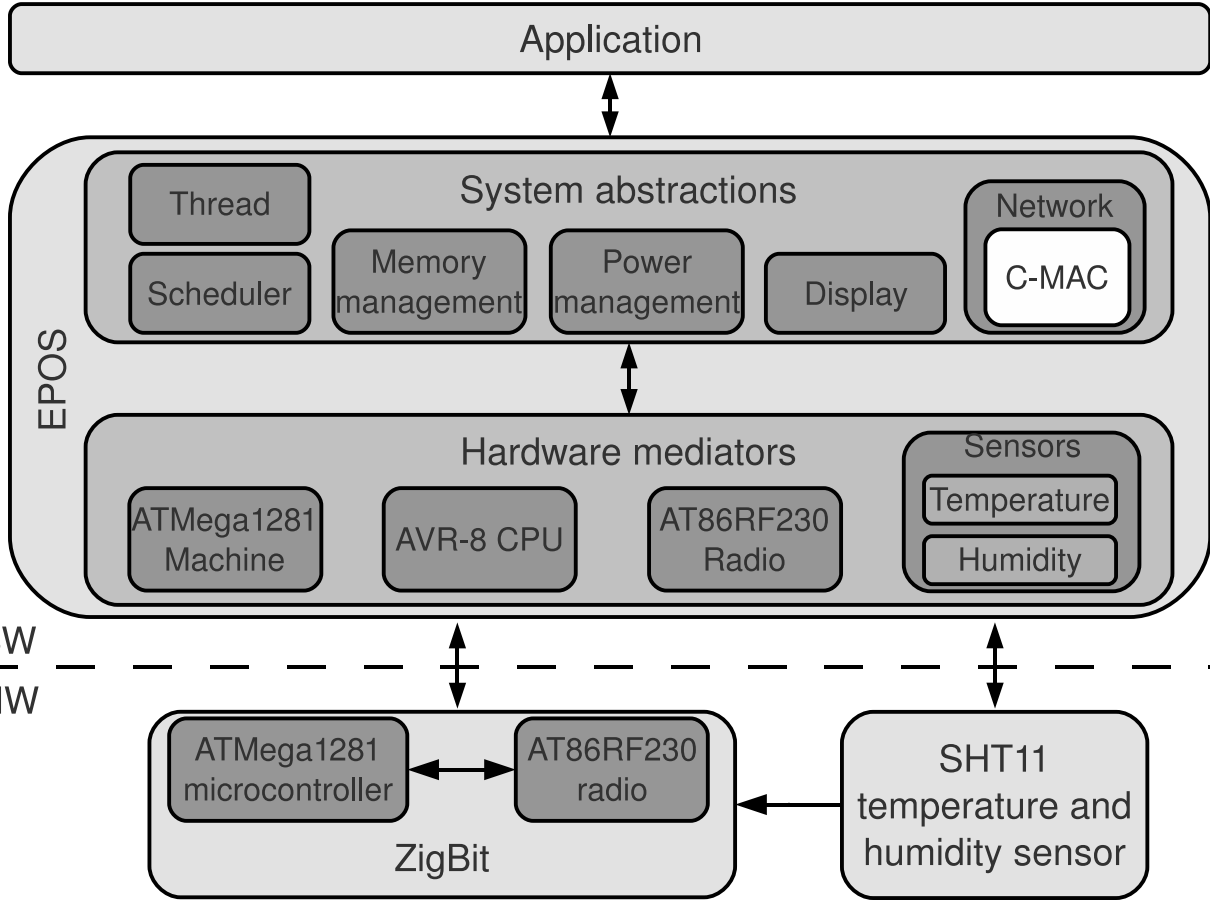 Application
System abstractions
Thread
Scheduler
Memory
management
Power
management
Display
Network
C-MAC
EPOS
Hardware mediators
ATMega1281
Machine
AVR-8 CPU
AT86RF230
Radio
Sensors
Temperature
Humidity
W
HW
ATMega1281
microcontroller
AT86RF230
radio
ZigBit
SHT11
temperature and
humidity sensor